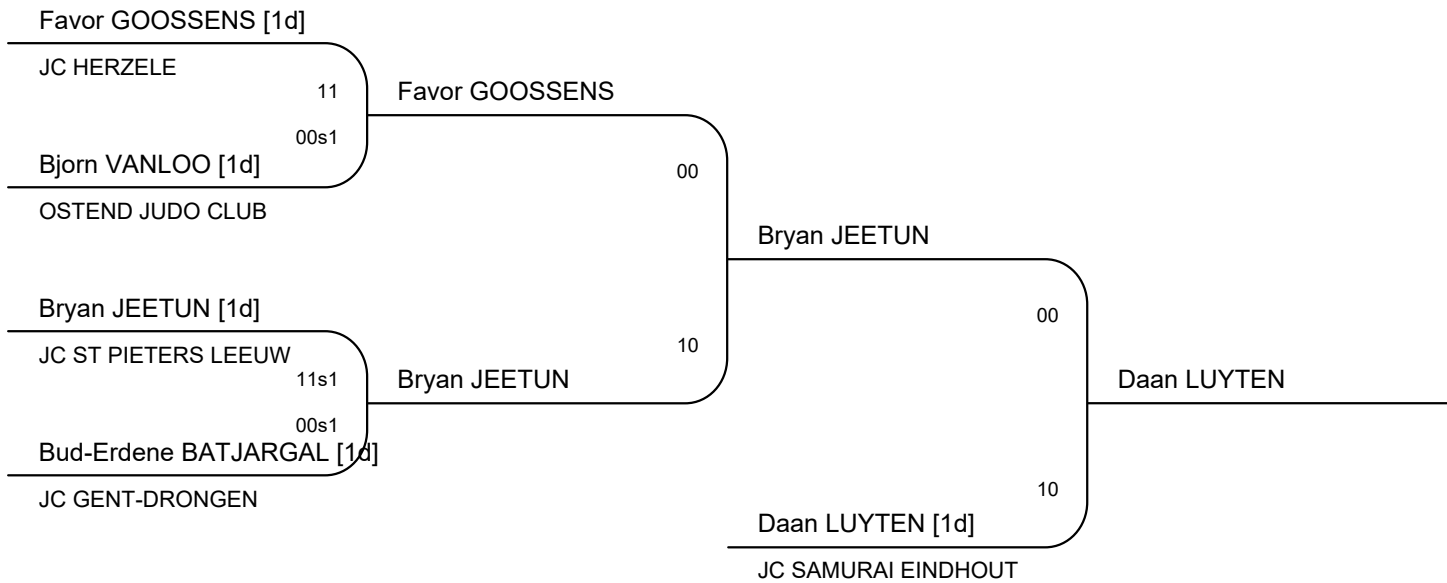 Favor GOOSSENS [1d]
JC HERZELE
11
Favor GOOSSENS
00s1
Bjorn VANLOO [1d]
00
OSTEND JUDO CLUB
Bryan JEETUN
Bryan JEETUN [1d]
00
JC ST PIETERS LEEUW
10
11s1
Bryan JEETUN
Daan LUYTEN
00s1
Bud-Erdene BATJARGAL [1d]
JC GENT-DRONGEN
10
Daan LUYTEN [1d]
JC SAMURAI EINDHOUT